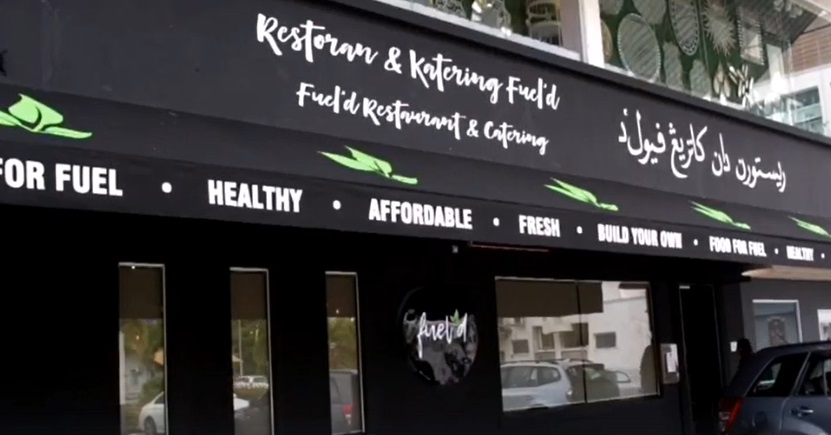 Restoran & Katering Fuel'd
Fuel'd Restaurant & Catering
ريستورن دان كاتريڠ فيول'د
FOR FUEL • HEALTHY • AFFORDABLE • FRESH • BUILD YOUR OWN • FOOD FOR FUEL • HEALTHY •
fuel'd